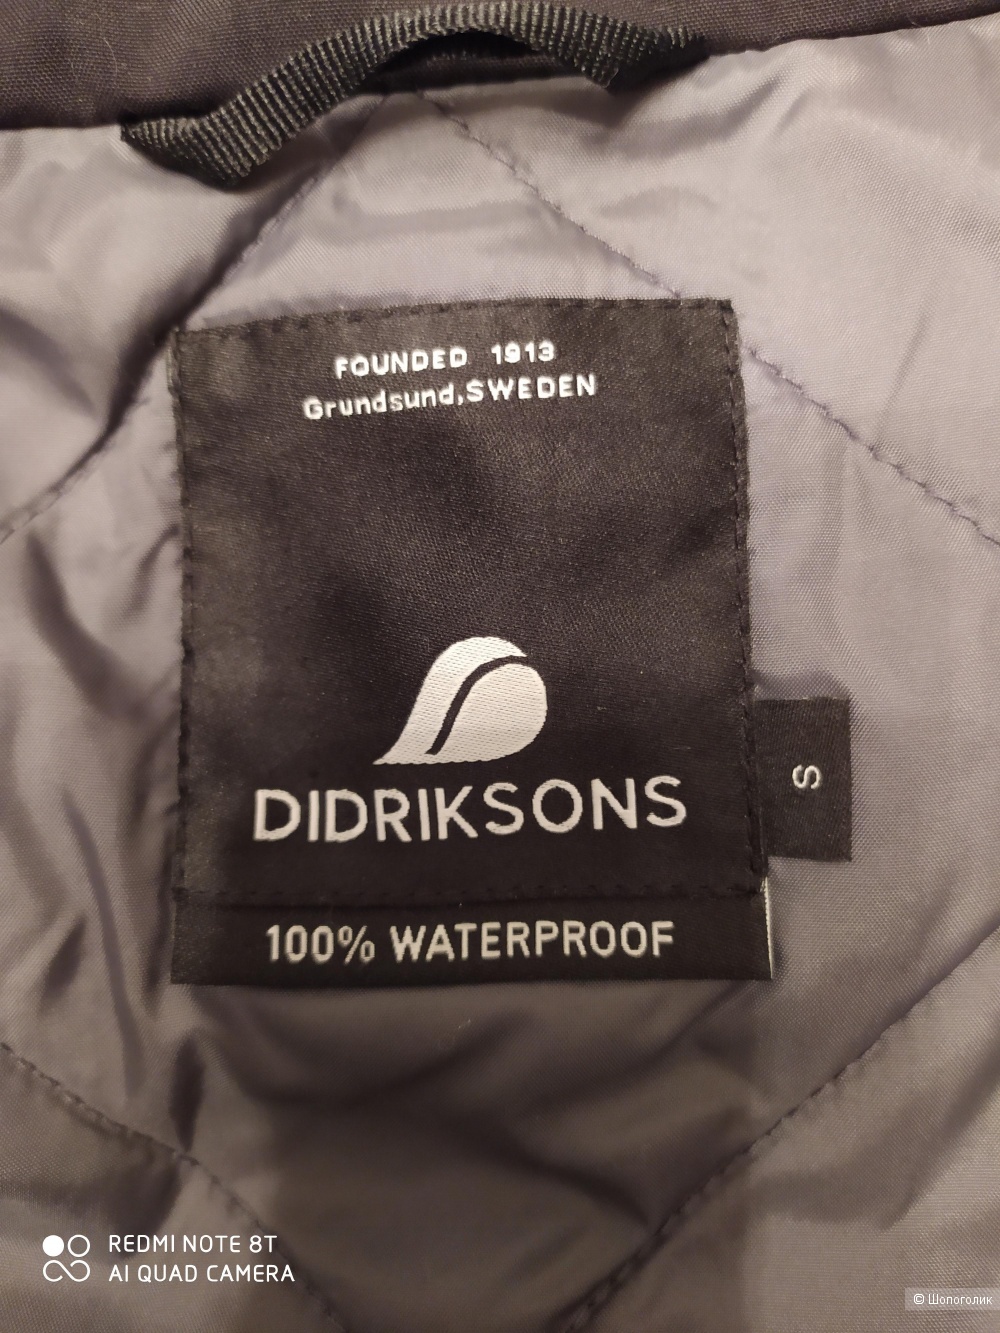 FOUNDED 1913
Grundsund,SWEDEN
DIDRIKSONS
S
100% WATERPROOF
REDMI NOTE 8T
AI QUAD CAMERA
© Шопоголик